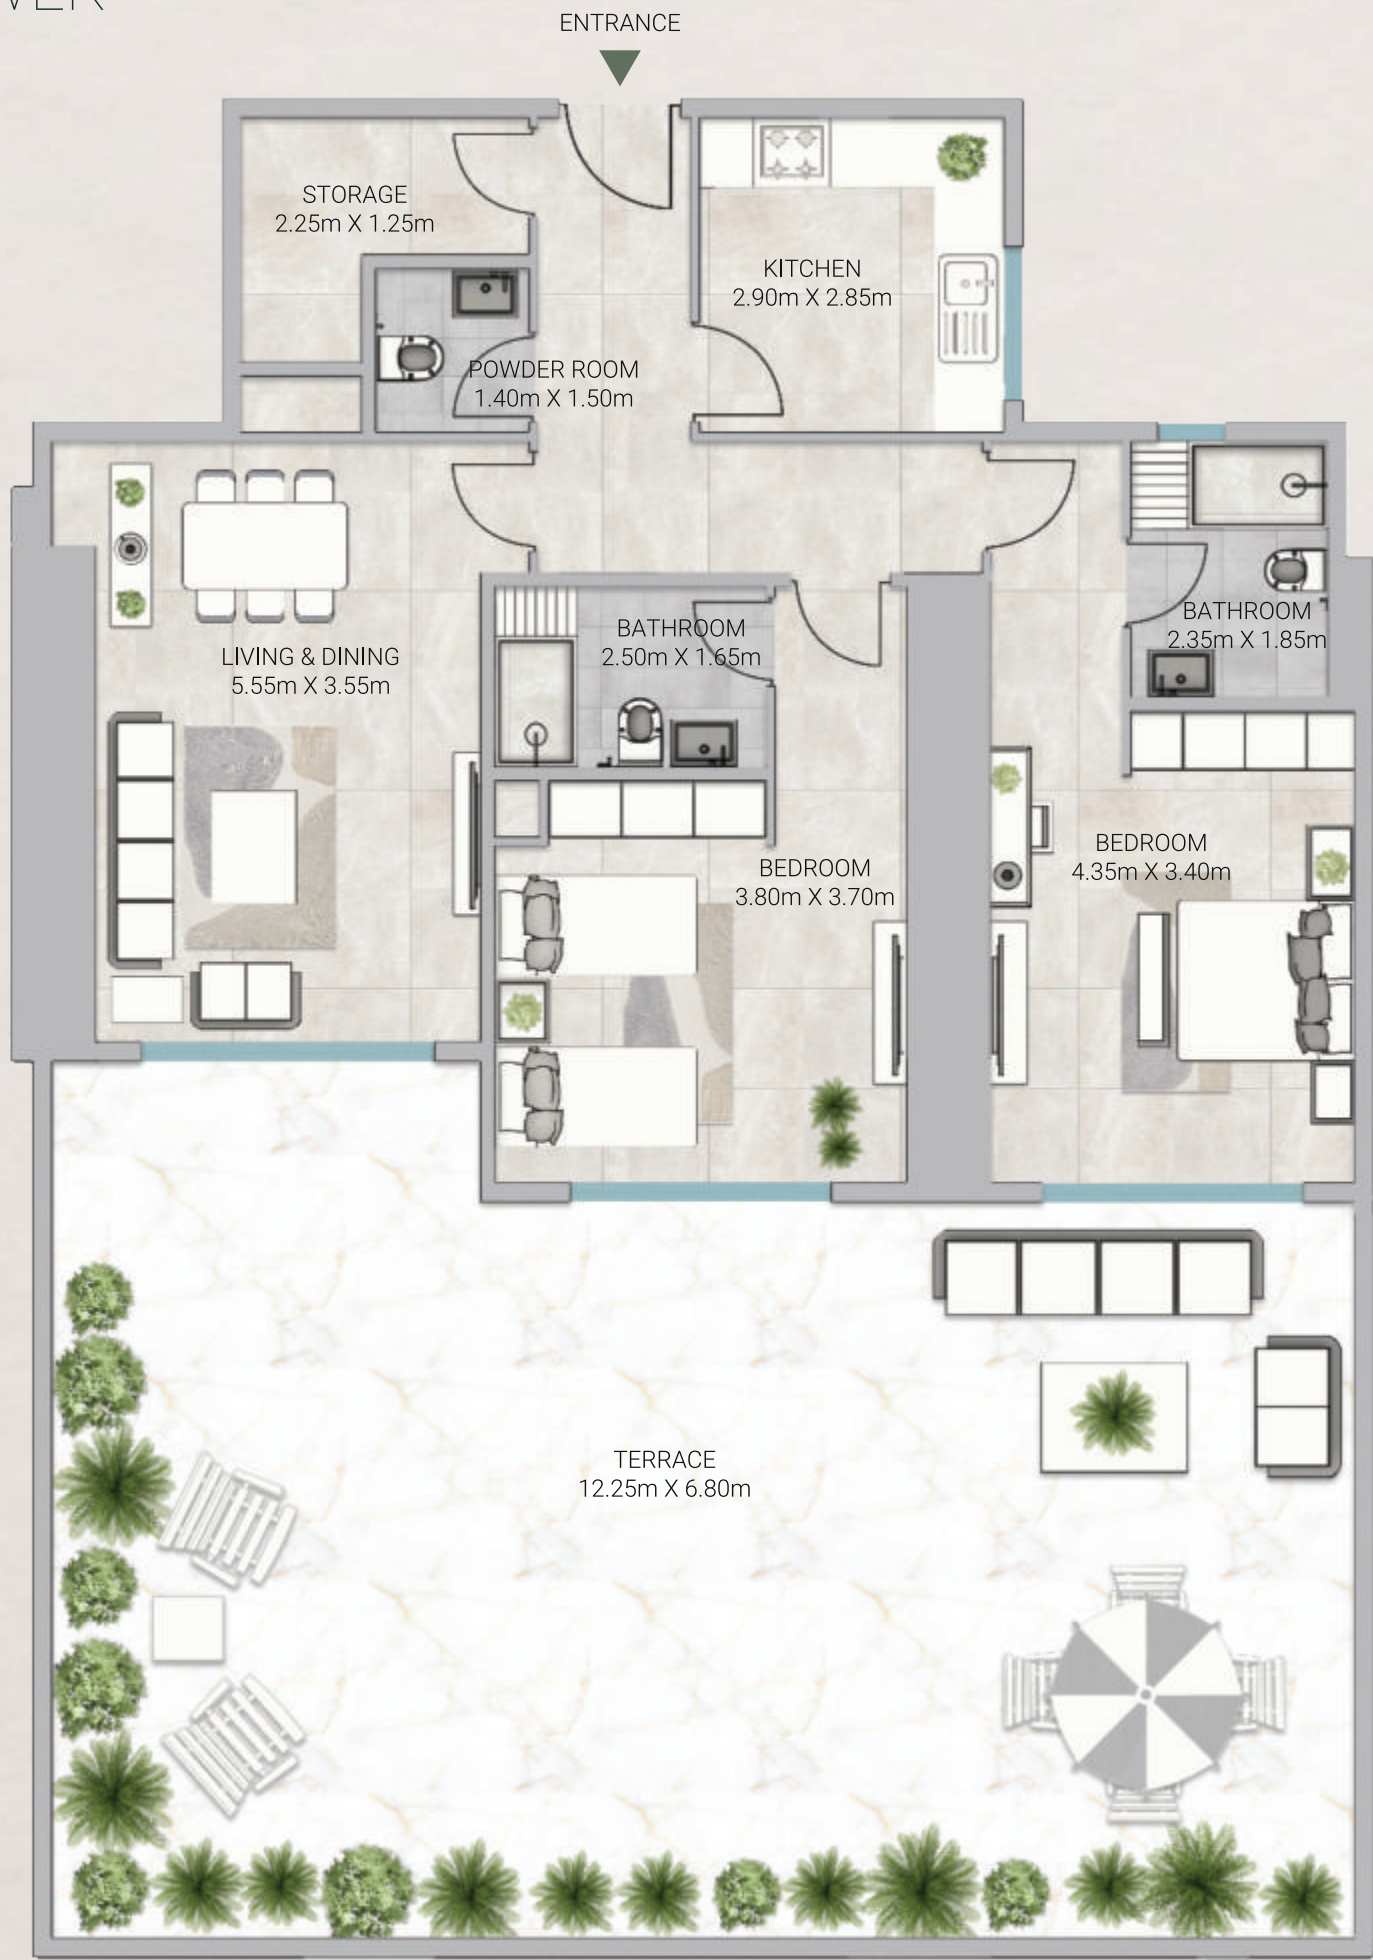 ENTRANCE
STORAGE
2.25m X 1.25m
KITCHEN
2.90m X 2.85m
POWDER ROOM
1.40m X 1.50m
BATHROOM
2.35m X 1.85m
BATHROOM
2.50m X 1.65m
LIVING & DINING
5.55m X 3.55m
BEDROOM
4.35m X 3.40m
BEDROOM
3.80m X 3.70m
TERRACE
12.25m X 6.80m